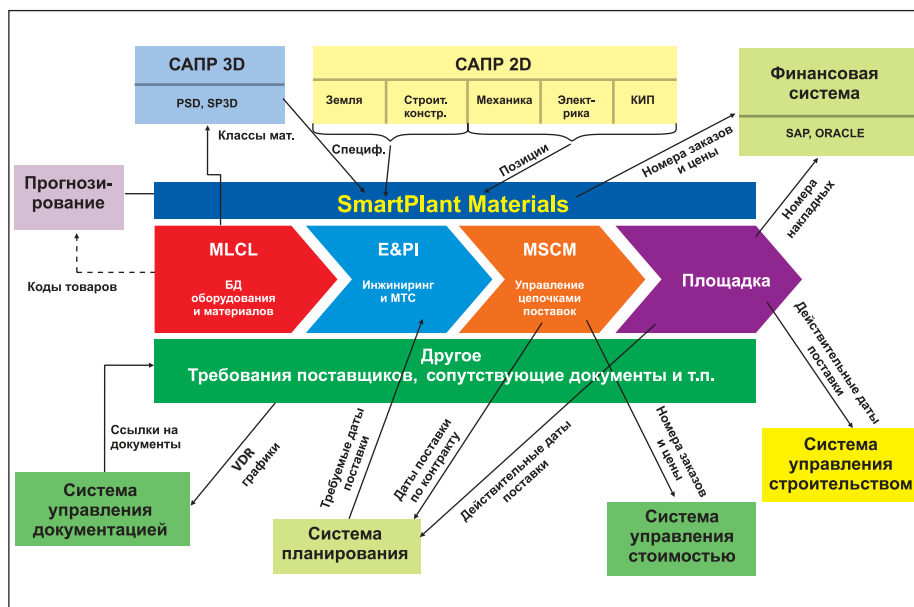 САПР 3D
PSD, SP3D
САПР 2D
Земля
Строит.
констр.
Механика
Элект-
рика
КИП
Финансовая
система
SAP, ORACLE
Классы мат.
Специф.
Позиции
Номера заказов
и цены
Номера
накладных
Прогнози-
рование
Коды товаров
SmartPlant Materials
MLCL
БД
оборудования
и материалов
E&PI
Инжиниринг
и МТС
MSCM
Управление
цепочками
поставок
Площадка
Другое
Требования поставщиков, сопутствующие документы и т.п.
Ссылки на
документы
VDR
графики
Требуемые даты
поставки
Даты поставки
по контракту
Действительные даты
поставки
Номера заказов
и цены
Действительные даты
поставки
Система
управления
документацией
Система
планирования
Система
управления
стоимостью
Система
управления
строительством